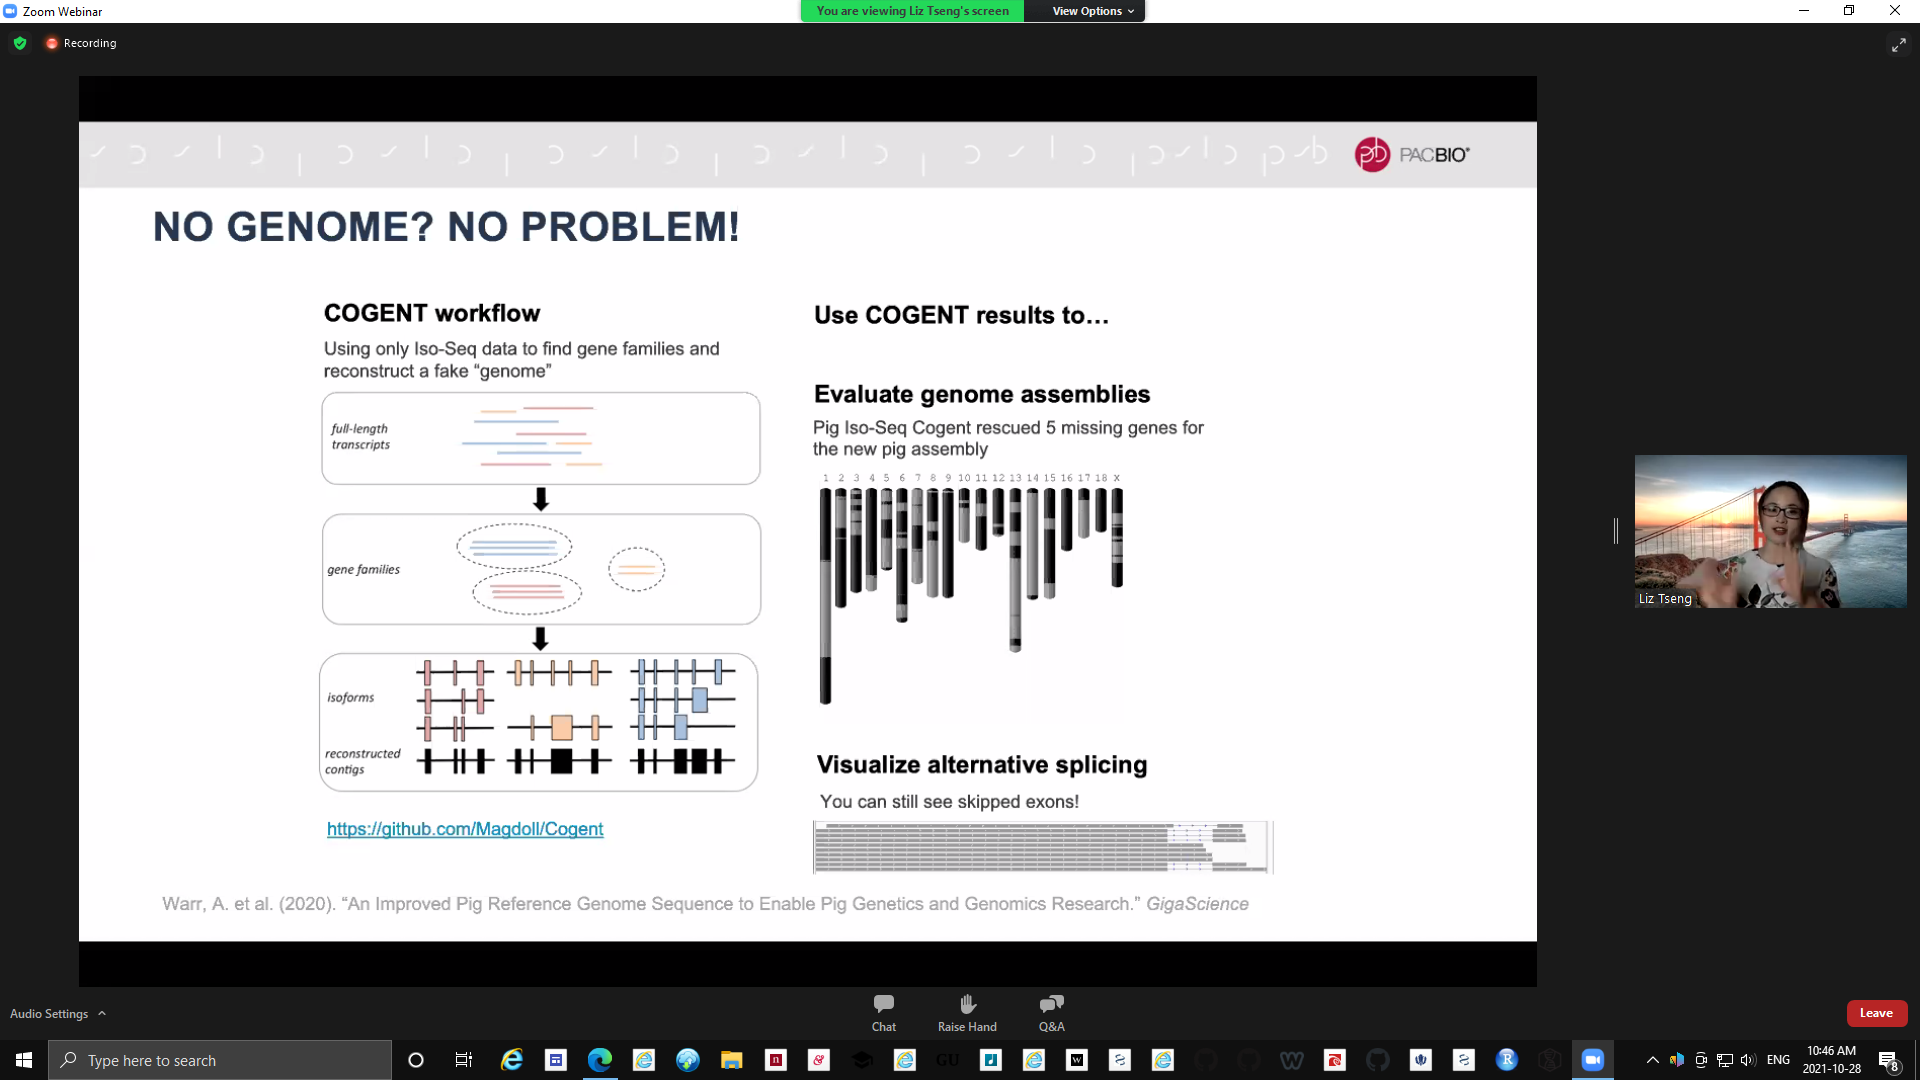 Zoom Webinar
You are viewing Liz Tseng's screen
View Options
Recording
PACBIO®
NO GENOME? NO PROBLEM!
COGENT workflow
Using only Iso-Seq data to find gene families and
reconstruct a fake “genome”
full-length
transcripts
gene families
isoforms
reconstructed
contigs
https://github.com/Magdoll/Cogent
Use COGENT results to…
Evaluate genome assemblies
Pig Iso-Seq Cogent rescued 5 missing genes for
the new pig assembly
1 2 3 4 5 6 7 8 9 10 11 12 13 14 15 16 17 18 X
Visualize alternative splicing
You can still see skipped exons!
Warr, A. et al. (2020). “An Improved Pig Reference Genome Sequence to Enable Pig Genetics and Genomics Research.” GigaScience
Liz Tseng
Audio Settings
Chat
Raise Hand
Q&A
Leave
Type here to search
GU
ENG
10:46 AM
2021-10-28
8